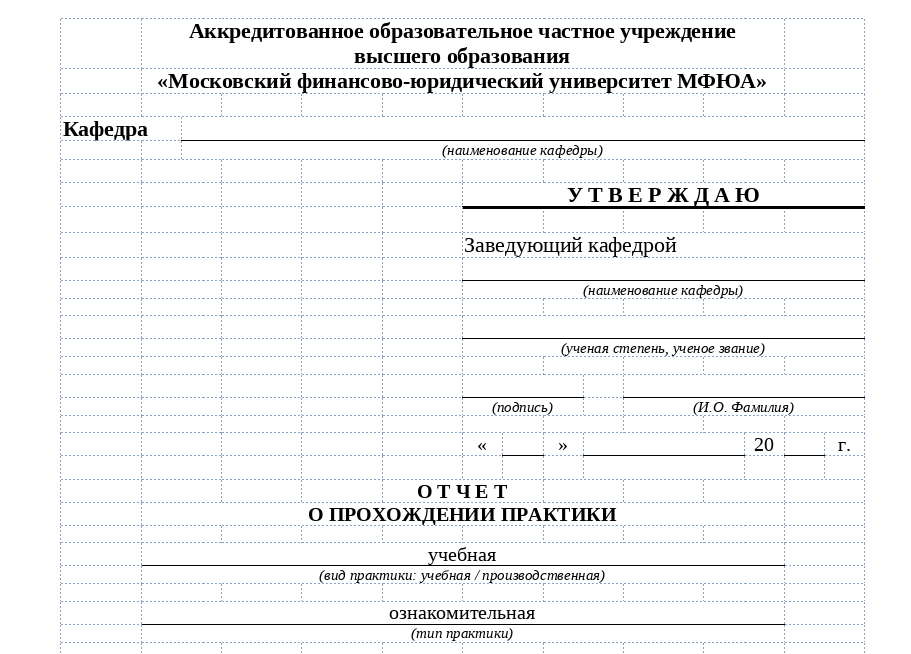 Аккредитованное образовательное частное учреждение
высшего образования
«Московский финансово-юридический университет МФЮА»
Кафедра
(наименование кафедры)
У Т В Е Р Ж Д А Ю
Заведующий кафедрой
(наименование кафедры)
(ученая степень, ученое звание)
(подпись) (И.О. Фамилия)
« » 20 г.
О Т Ч Е Т
О ПРОХОЖДЕНИИ ПРАКТИКИ
учебная
(вид практики: учебная / производственная)
ознакомительная
(тип практики)